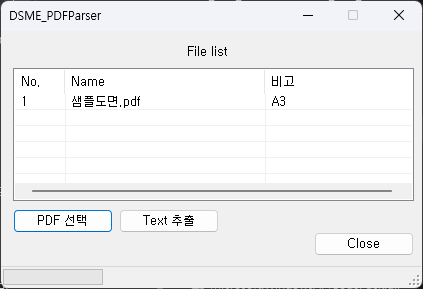 DSME_PDFParser
File list
No. Name 비고
1 샘플도면.pdf A3
PDF 선택 Text 추출
Close